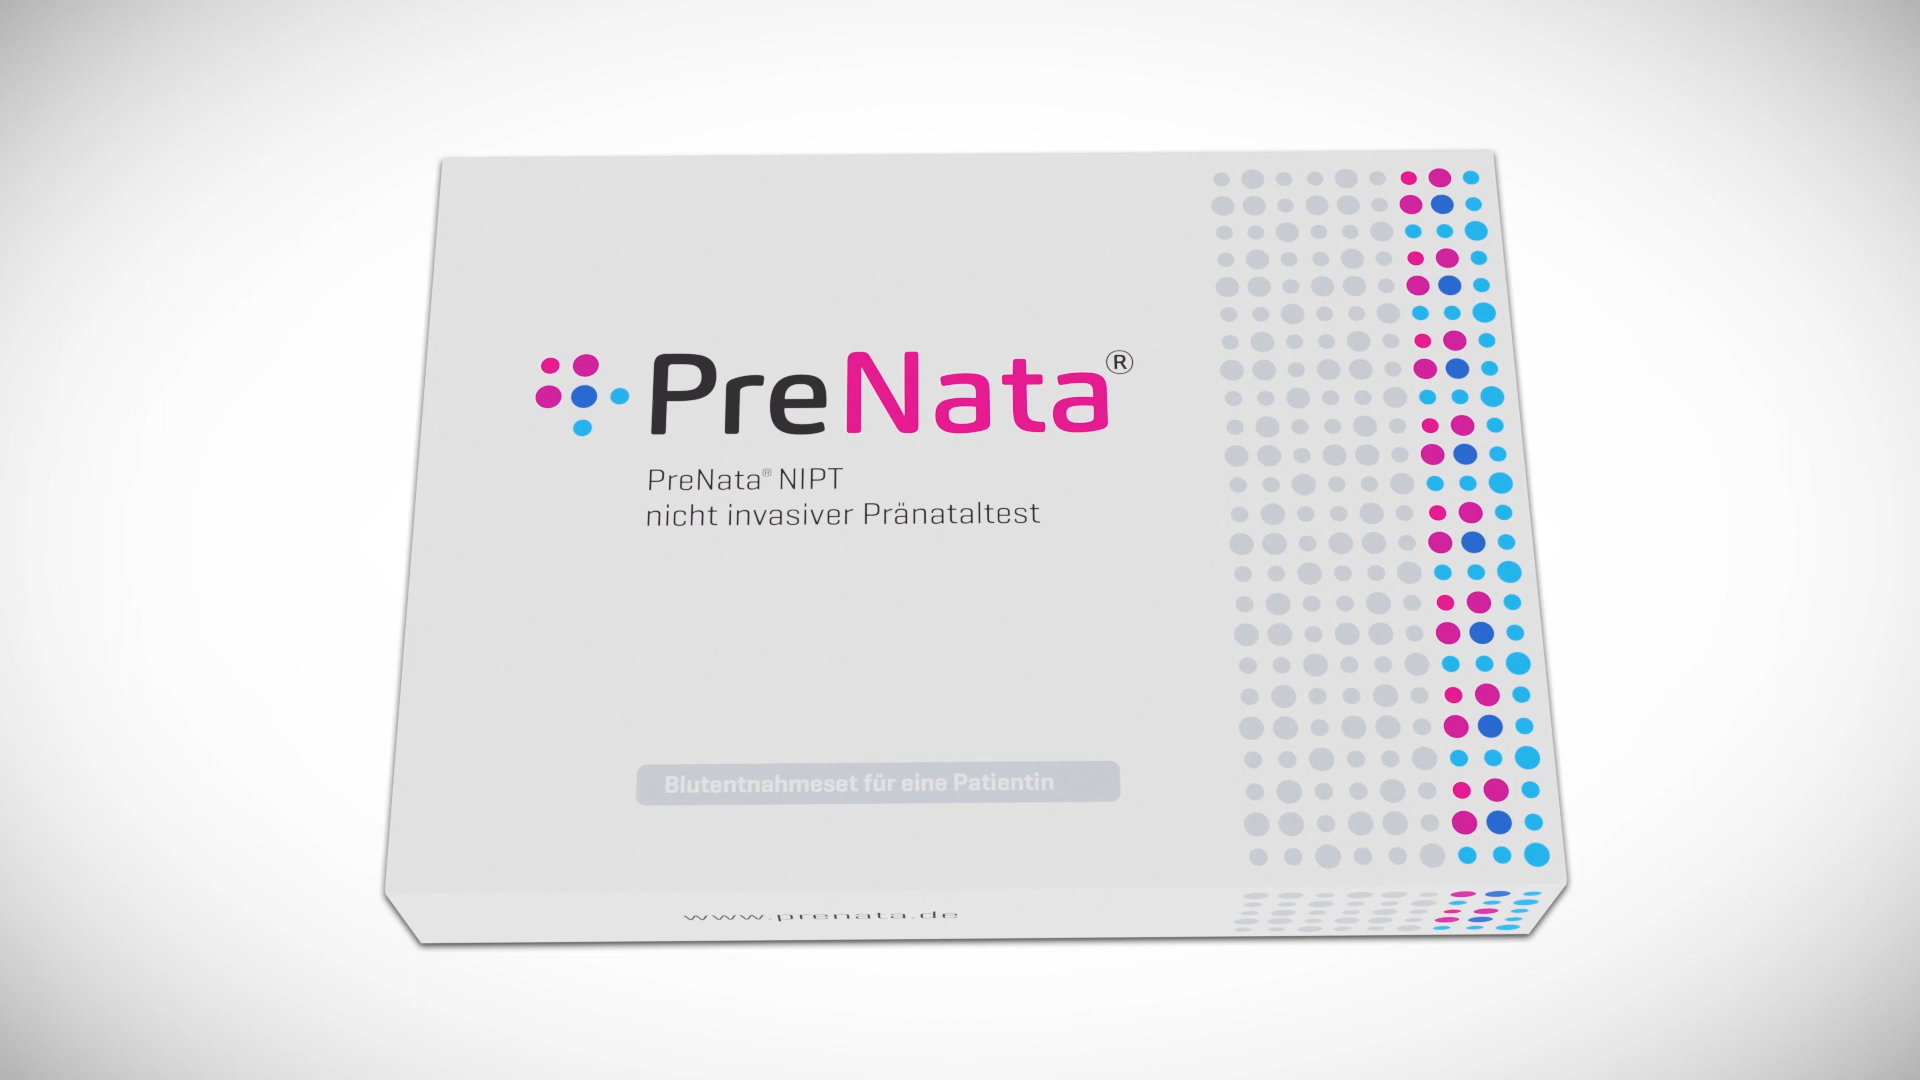 PreNata®
PreNata® NIPT
nicht invasiver Pränataltest
Blutentnahmeset für eine Patientin
www.prenata.de